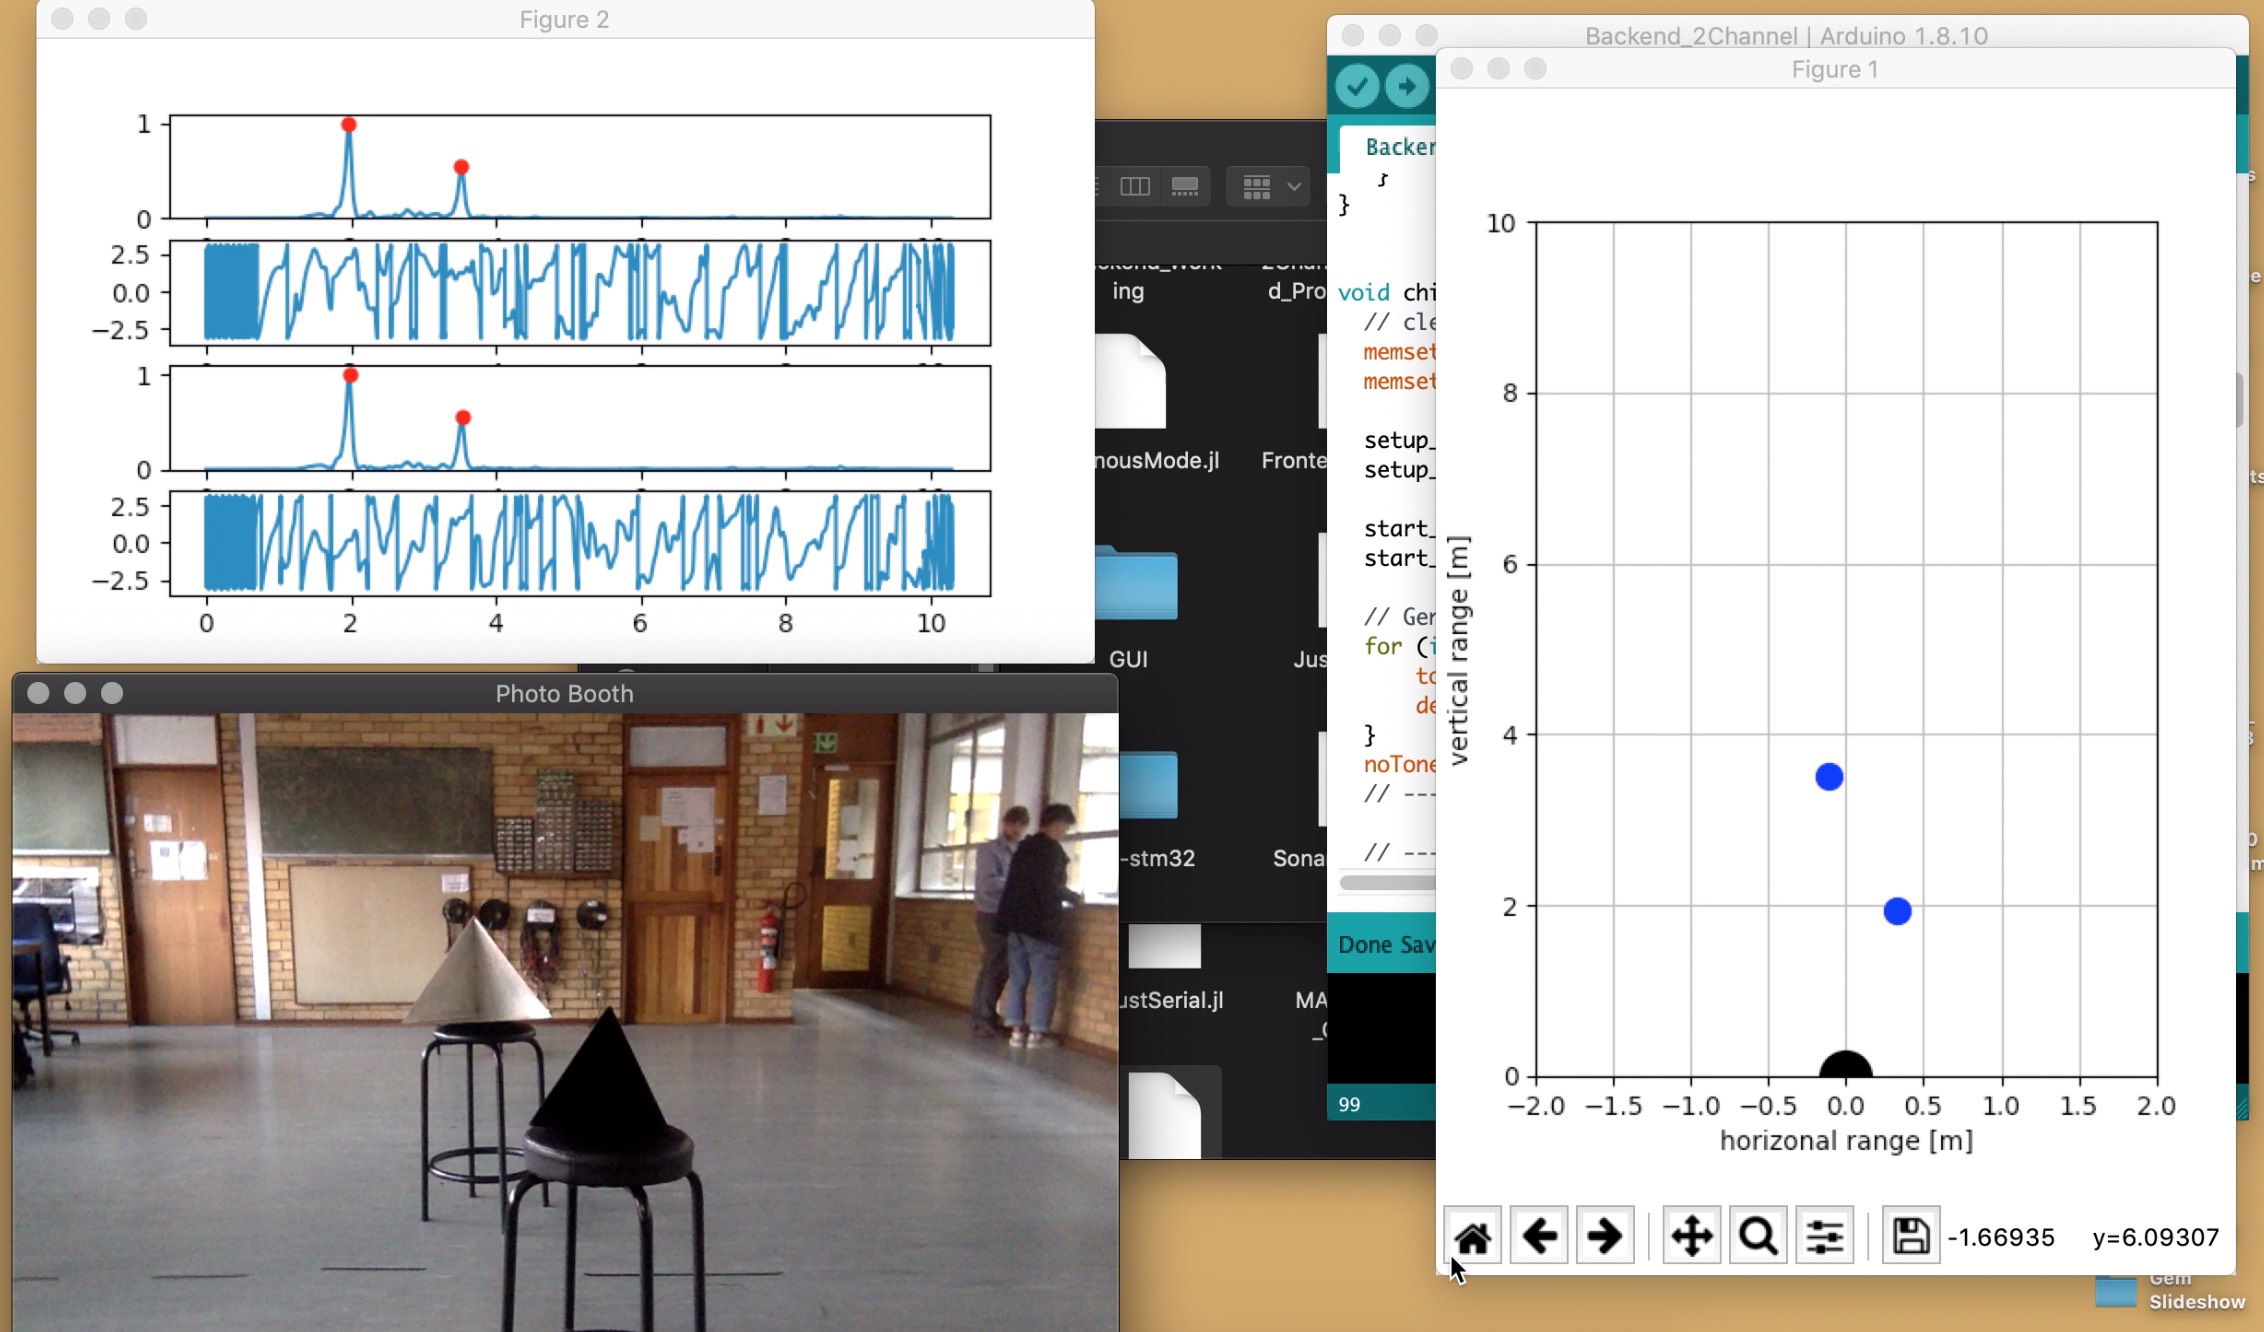 Figure 2
1
0
2.5
0.0
−2.5
1
0
2.5
0.0
−2.5
0 2 4 6 8 10
Photo Booth
ing
d_Pro
nousMode.jl
Fronte
GUI
Jus
-stm32
Sona
ustSerial.jl
MA
Backend_2Channel | Arduino 1.8.10
Backer
}
}
void chi
// cle
memset
memset
setup_
setup_
start_
start_
// Ger
for (i
to
de
}
noTone
// ---
// ---
Done Sav
99
Figure 1
10
8
6
4
2
0
vertical range [m]
−2.0 −1.5 −1.0 −0.5 0.0 0.5 1.0 1.5 2.0
horizonal range [m]
-1.66935 y=6.09307
Gem
Slideshow